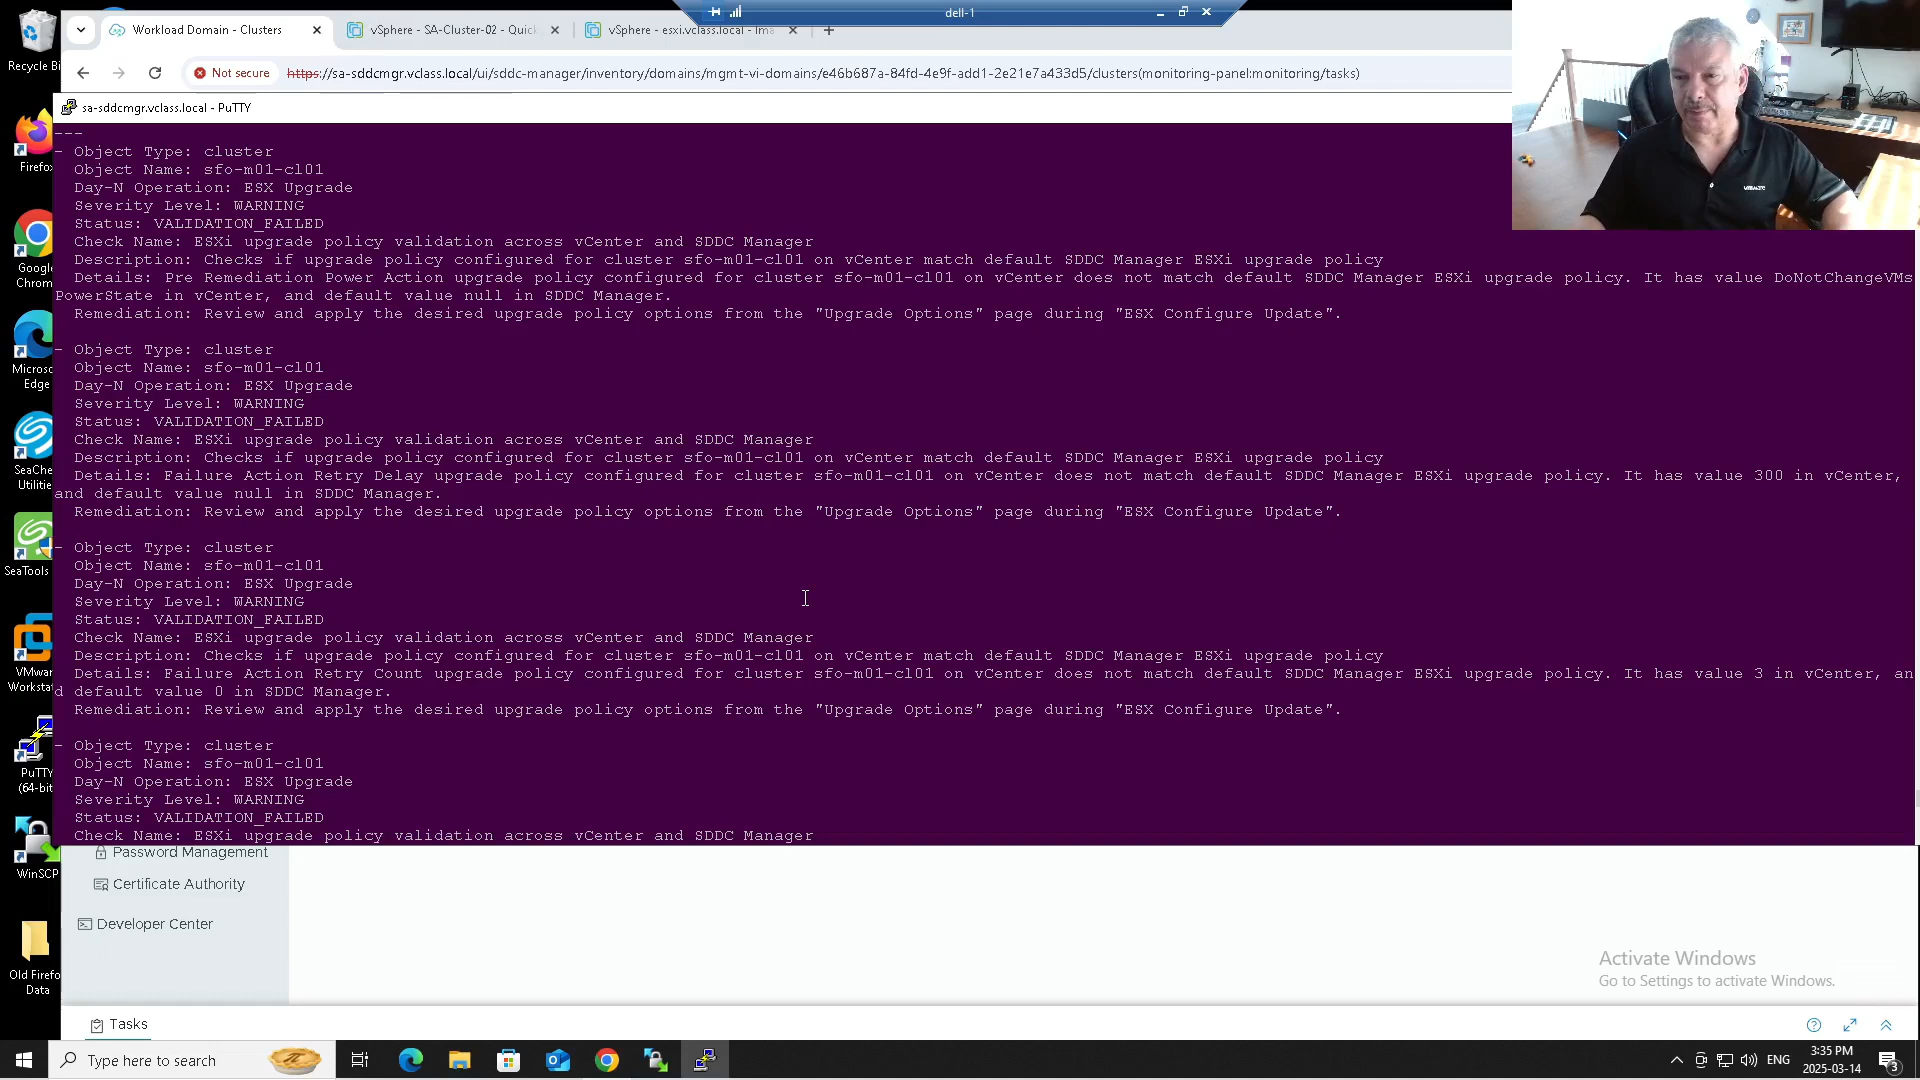 dell-1
Workload Domain - Clusters
vSphere - SA-Cluster-02 - Quick
vSphere - esxi.vclass.local - Ima
Not secure
https://sa-sddcmgr.vclass.local/ui/sddc-manager/inventory/domains/mgmt-vi-domains/e46b687a-84fd-4e9f-add1-2e21e7a433d5/clusters(monitoring-panel:monitoring/tasks)
sa-sddcmgr.vclass.local - PuTTY
---
- Object Type: cluster
Object Name: sfo-m01-cl01
Day-N Operation: ESX Upgrade
Severity Level: WARNING
Status: VALIDATION_FAILED
Check Name: ESXi upgrade policy validation across vCenter and SDDC Manager
Description: Checks if upgrade policy configured for cluster sfo-m01-cl01 on vCenter match default SDDC Manager ESXi upgrade policy
Details: Pre Remediation Power Action upgrade policy configured for cluster sfo-m01-cl01 on vCenter does not match default SDDC Manager ESXi upgrade policy. It has value DoNotChangeVMs
PowerState in vCenter, and default value null in SDDC Manager.
Remediation: Review and apply the desired upgrade policy options from the "Upgrade Options" page during "ESX Configure Update".
- Object Type: cluster
Object Name: sfo-m01-cl01
Day-N Operation: ESX Upgrade
Severity Level: WARNING
Status: VALIDATION_FAILED
Check Name: ESXi upgrade policy validation across vCenter and SDDC Manager
Description: Checks if upgrade policy configured for cluster sfo-m01-cl01 on vCenter match default SDDC Manager ESXi upgrade policy
Details: Failure Action Retry Delay upgrade policy configured for cluster sfo-m01-cl01 on vCenter does not match default SDDC Manager ESXi upgrade policy. It has value 300 in vCenter,
and default value null in SDDC Manager.
Remediation: Review and apply the desired upgrade policy options from the "Upgrade Options" page during "ESX Configure Update".
- Object Type: cluster
Object Name: sfo-m01-cl01
Day-N Operation: ESX Upgrade
Severity Level: WARNING
Status: VALIDATION_FAILED
Check Name: ESXi upgrade policy validation across vCenter and SDDC Manager
Description: Checks if upgrade policy configured for cluster sfo-m01-cl01 on vCenter match default SDDC Manager ESXi upgrade policy
Details: Failure Action Retry Count upgrade policy configured for cluster sfo-m01-cl01 on vCenter does not match default SDDC Manager ESXi upgrade policy. It has value 3 in vCenter, an
d default value 0 in SDDC Manager.
Remediation: Review and apply the desired upgrade policy options from the "Upgrade Options" page during "ESX Configure Update".
- Object Type: cluster
Object Name: sfo-m01-cl01
Day-N Operation: ESX Upgrade
Severity Level: WARNING
Status: VALIDATION_FAILED
Check Name: ESXi upgrade policy validation across vCenter and SDDC Manager
Password Management
Certificate Authority
Developer Center
Tasks
Recycle Bi
Firefox
Google
Chrom
Micros
Edge
SeaChe
Utilitie
SeaTools
VMwar
Worksta
PuTTY
(64-bit
WinSCP
Old Firefo
Data
Activate Windows
Go to Settings to activate Windows.
Type here to search
ENG
3:35 PM
2025-03-14
3